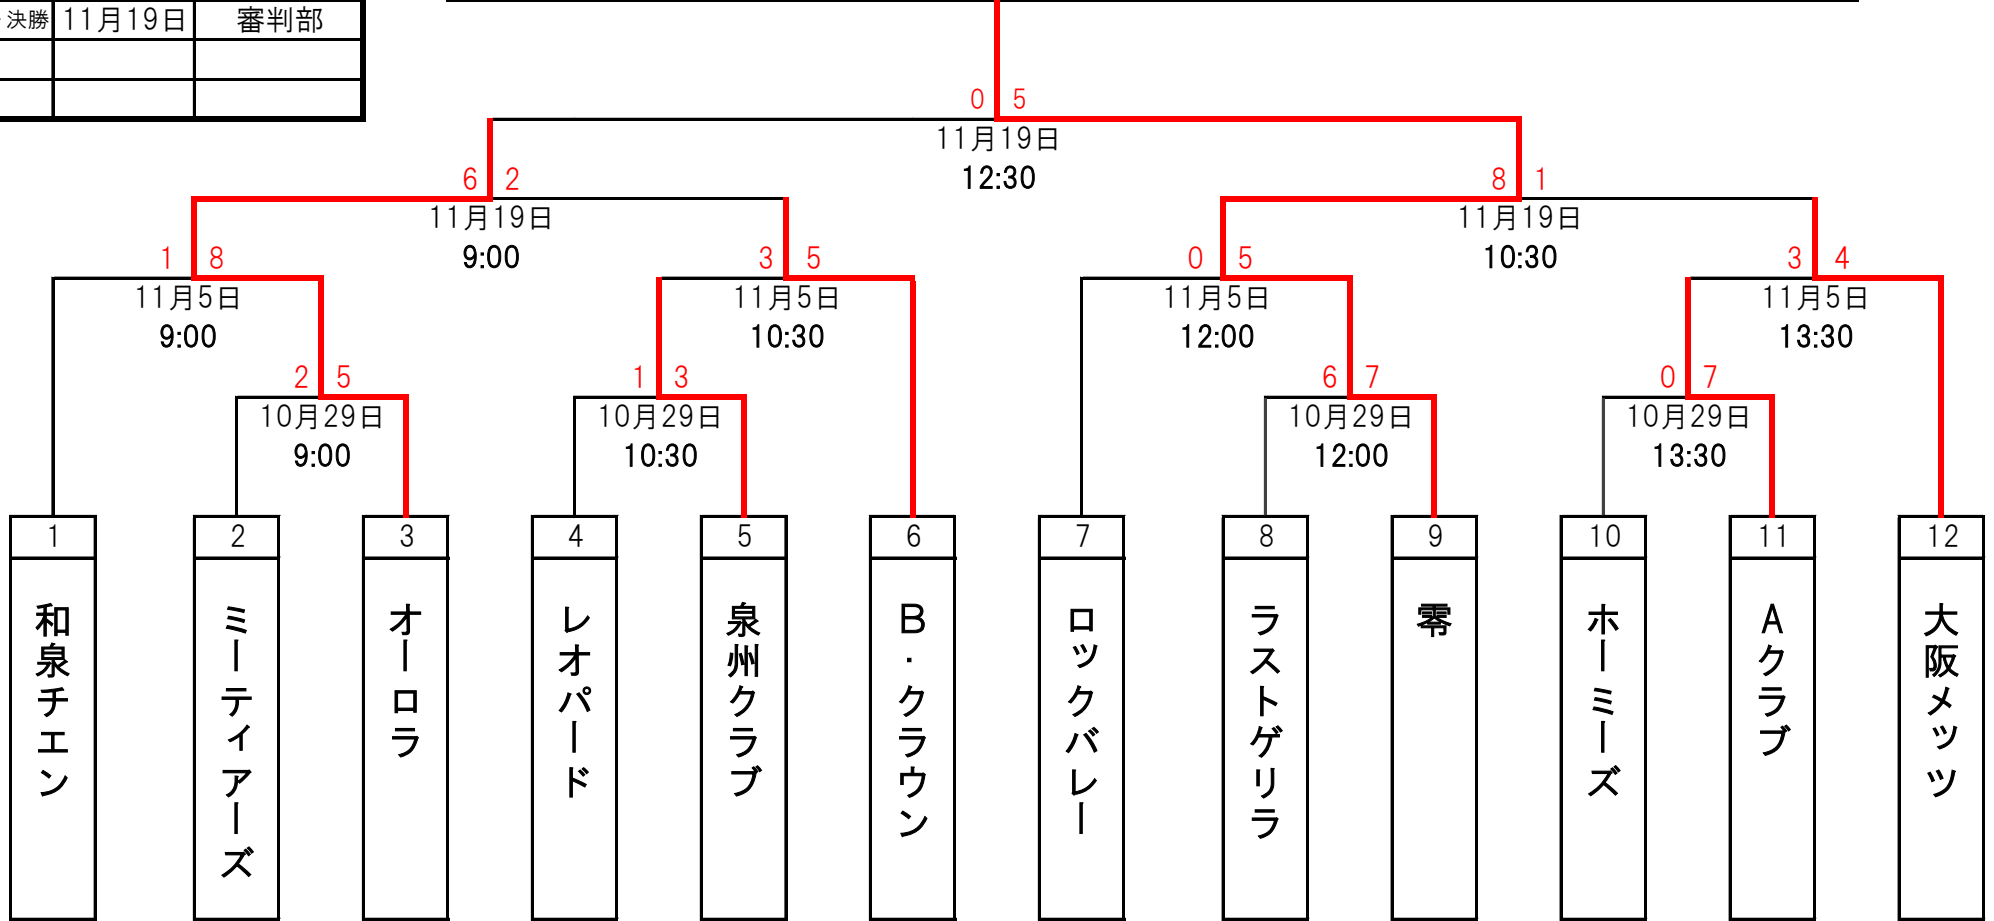 ・決勝 11月19日 審判部
0 5
11月19日
12:30
6 2
11月19日
9:00
8 1
11月19日
10:30
1 8
11月5日
9:00
3 5
11月5日
10:30
0 5
11月5日
12:00
3 4
11月5日
13:30
2 5
10月29日
9:00
1 3
10月29日
10:30
6 7
10月29日
12:00
0 7
10月29日
13:30
1
和泉チエン
2
ミーティアーズ
3
オーロラ
4
レオパード
5
泉州クラブ
6
B・クラウン
7
ロックバレー
8
ラストゲリラ
9
零
10
ホーミーズ
11
Aクラブ
12
大阪メッツ